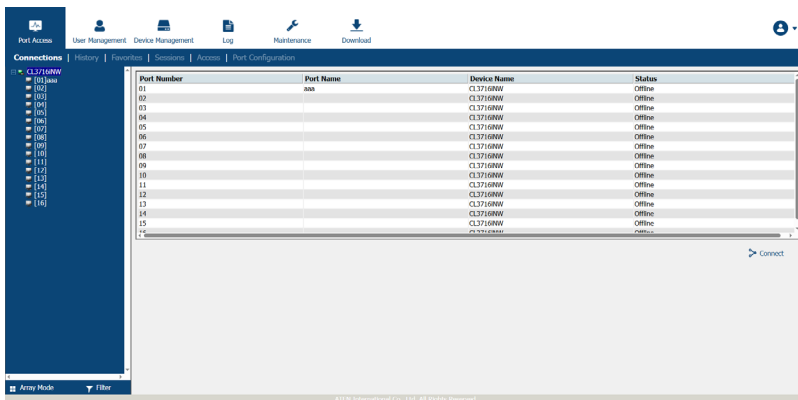 Port Access User Management Device Management Log Maintenance Download
Connections | History | Favorites | Sessions | Access | Port Configuration
CL3716iNW
[01]aaa
[02]
[03]
[04]
[05]
[06]
[07]
[08]
[09]
[10]
[11]
[12]
[13]
[14]
[15]
[16]
Port Number Port Name Device Name Status
01 aaa CL3716iNW Offline
02 CL3716iNW Offline
03 CL3716iNW Offline
04 CL3716iNW Offline
05 CL3716iNW Offline
06 CL3716iNW Offline
07 CL3716iNW Offline
08 CL3716iNW Offline
09 CL3716iNW Offline
10 CL3716iNW Offline
11 CL3716iNW Offline
12 CL3716iNW Offline
13 CL3716iNW Offline
14 CL3716iNW Offline
15 CL3716iNW Offline
16 CL3716iNW Offline
Connect
Array Mode Filter